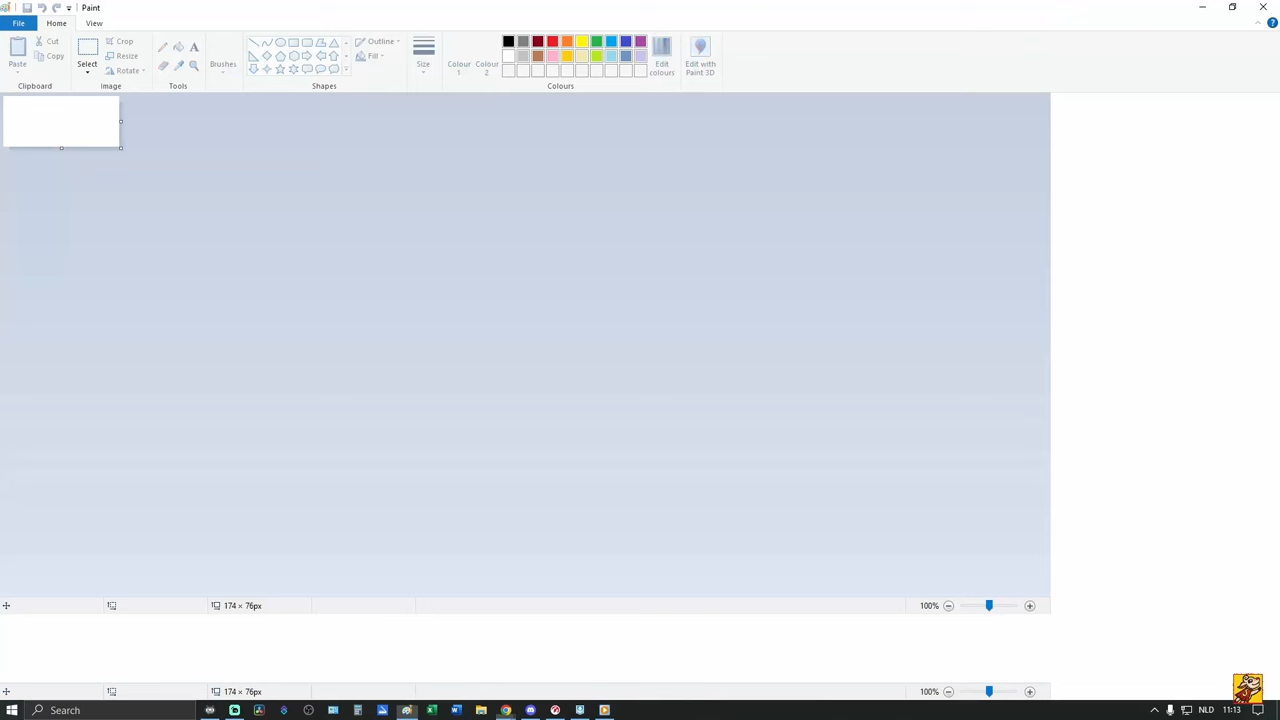 Paint
File Home View
Paste Cut Copy Clipboard
Select Crop Resize Rotate Image
A Tools
Brushes
Outline Fill Shapes
Size
Colour 1 Colour 2 Edit colours Colours
Edit with Paint 3D
174 × 76px 100%
174 × 76px 100%
Search NLD 11:13